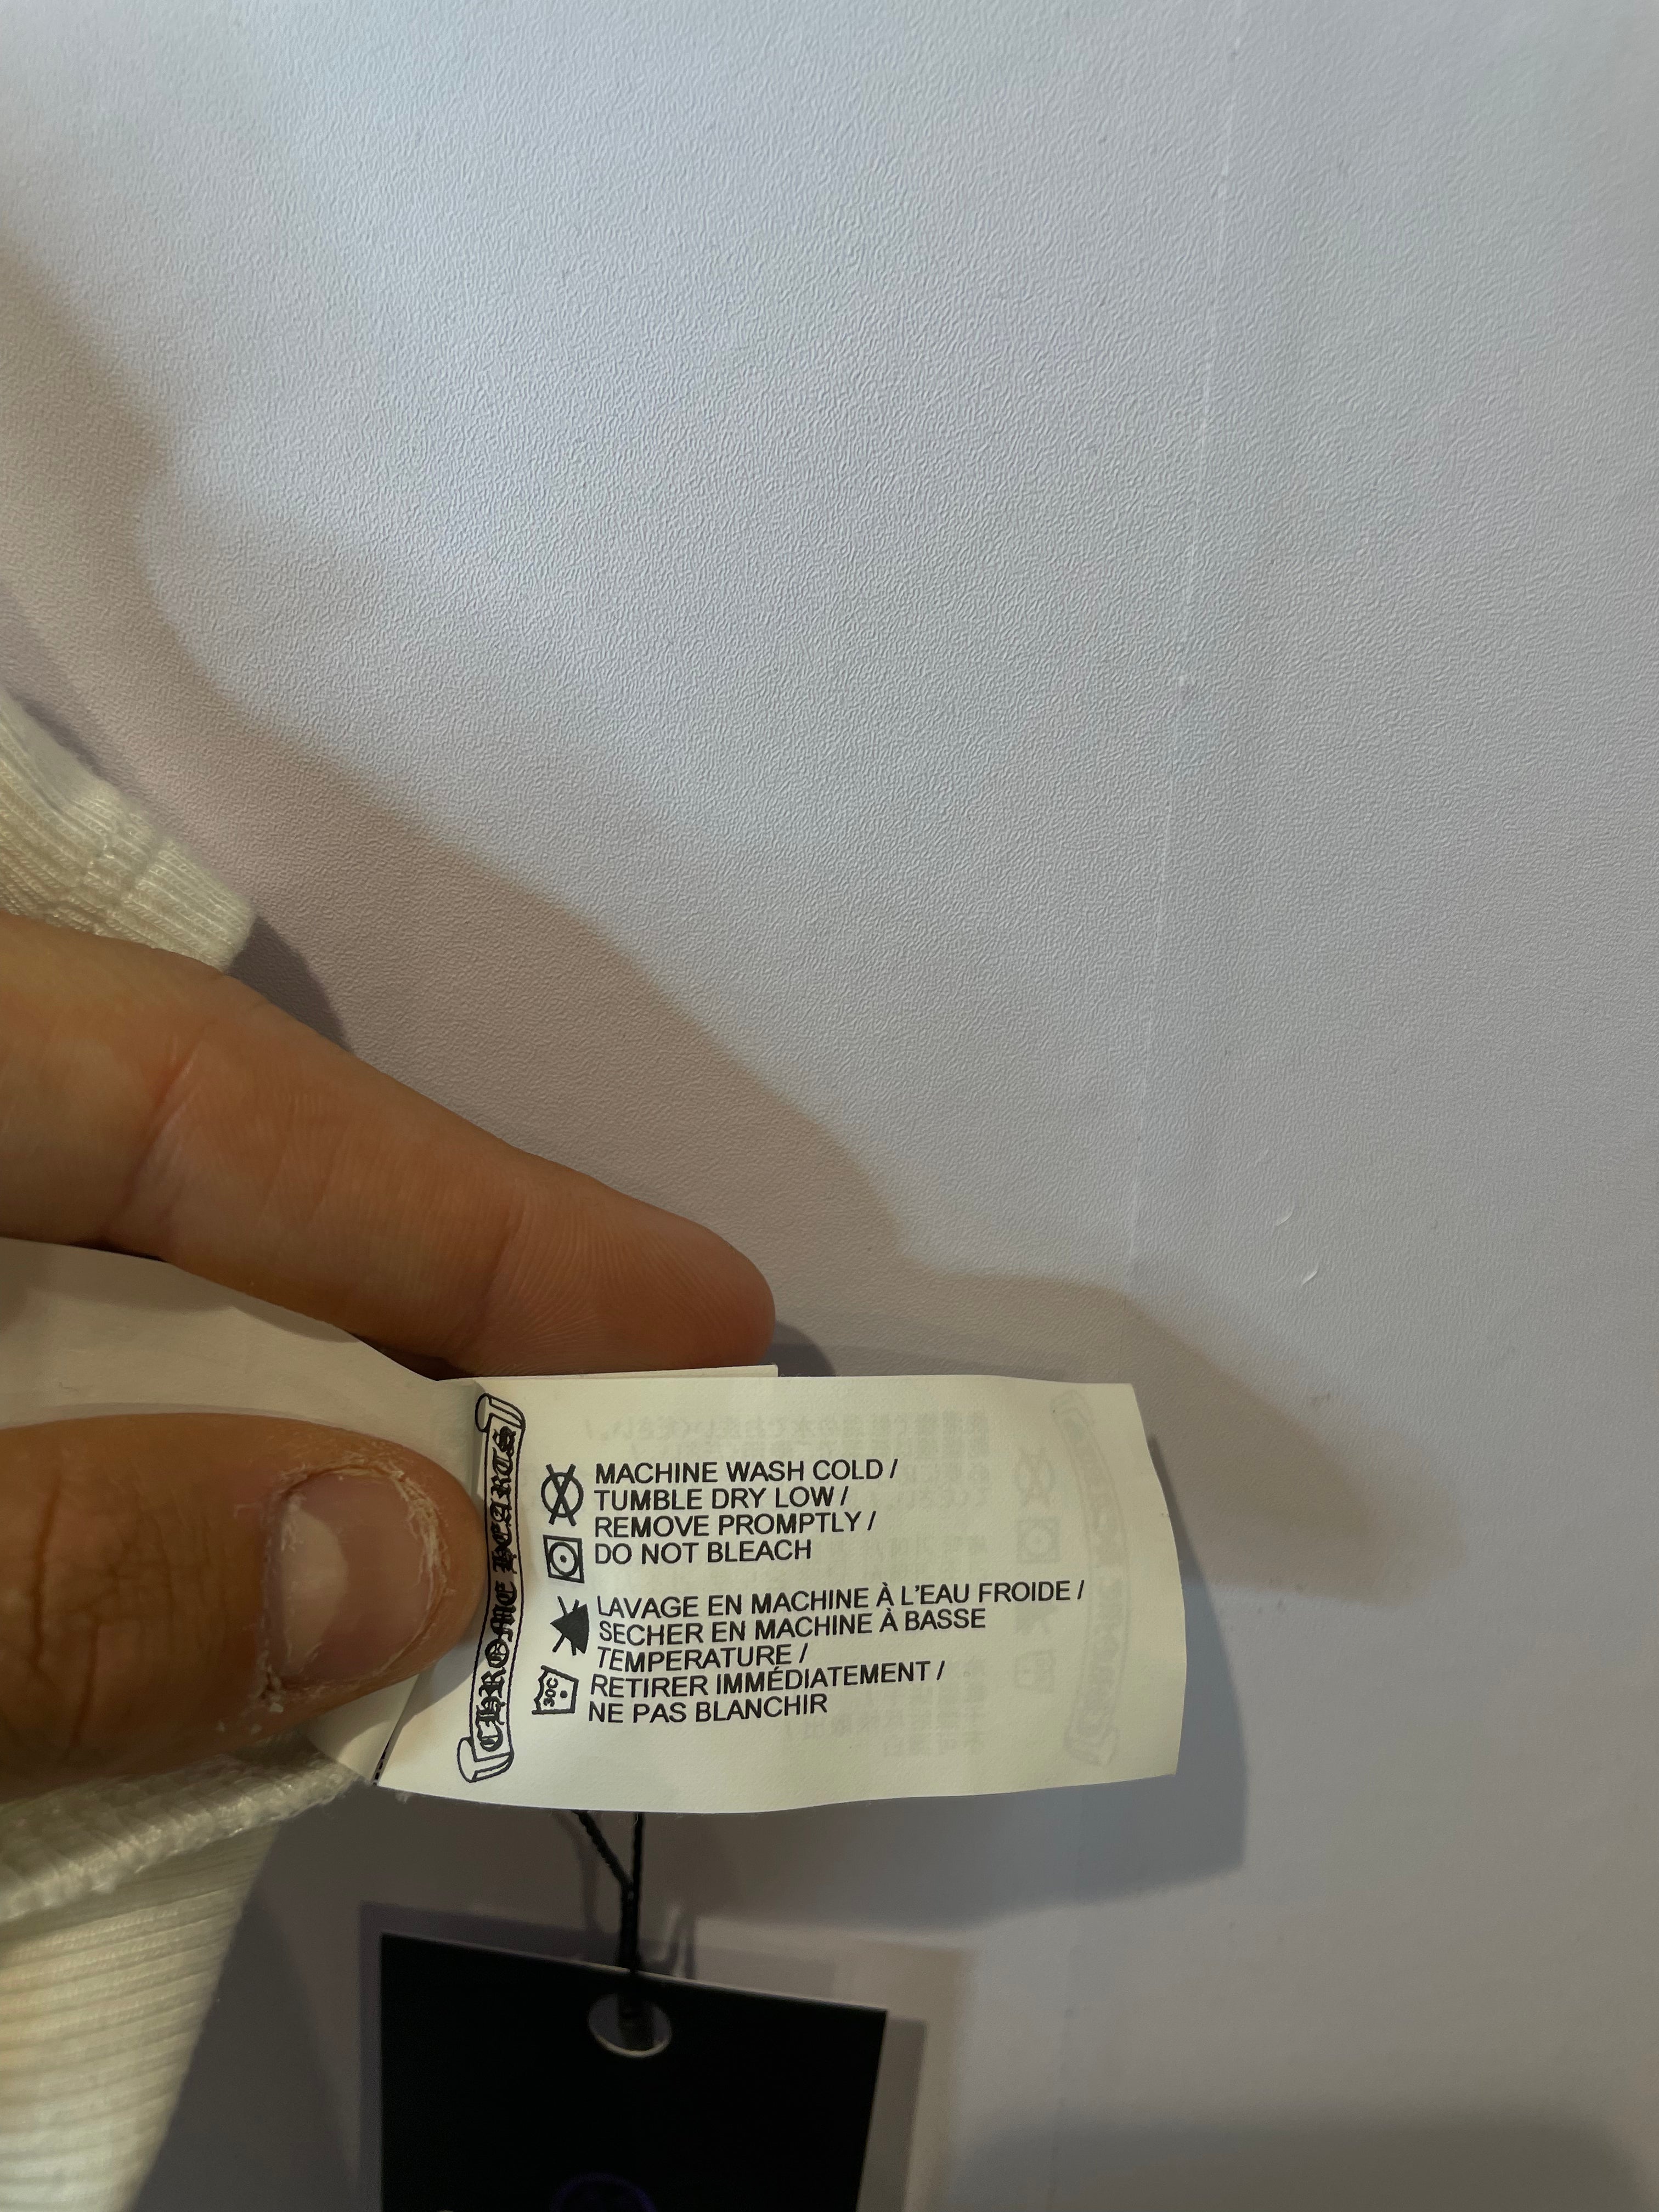 CHROME HEARTS
MACHINE WASH COLD /
TUMBLE DRY LOW /
REMOVE PROMPTLY /
DO NOT BLEACH
LAVAGE EN MACHINE À L'EAU FROIDE /
SECHER EN MACHINE À BASSE
TEMPERATURE /
RETIRER IMMÉDIATEMENT /
NE PAS BLANCHIR
30C